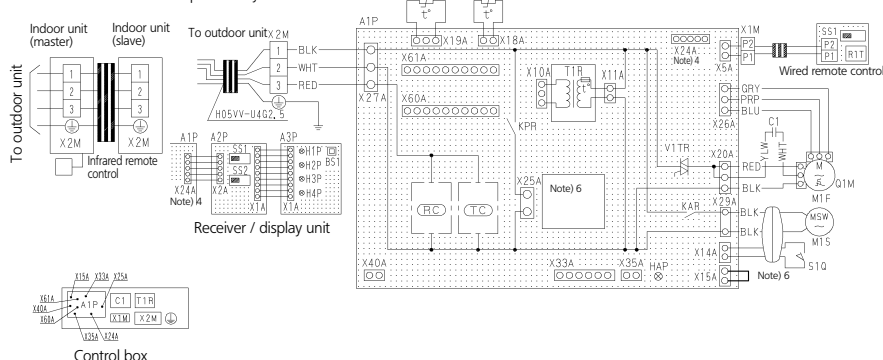 Indoor unit
(master)
Indoor unit
(slave)
To outdoor unit
1
2
3
X2M
1
2
3
X2M
Infrared remote
control
To outdoor unit
X2M
1
2
3
BLK
WHT
RED
H05VV-U4G2.5
A1P
X24A
Note) 4
A2P
SS1
SS2
X2A
X1A
A3P
H1P
H2P
H3P
H4P
BS1
X1A
Receiver / display unit
A1P
t°
t°
X19A
X18A
X27A
X61A
X60A
X10A
T1R
t°
X11A
KPR
X25A
Note) 6
RC
TC
X40A
X33A
X35A
HAP
V1TR
KAR
X24A
Note) 4
X1M
P2
P1
X5A
SS1
P2
P1
R1T
Wired remote control
GRY
PRP
BLU
X26A
C1
YLW
WHT
X20A
RED
BLK
M
Q1M
M1F
X29A
BLK
BLK
MSW
M1S
X14A
S1Q
X15A
Note) 6
X15A
X33A
X25A
X61A
X40A
X60A
A1P
C1
T1R
X1M
X2M
X35A
X24A
Control box